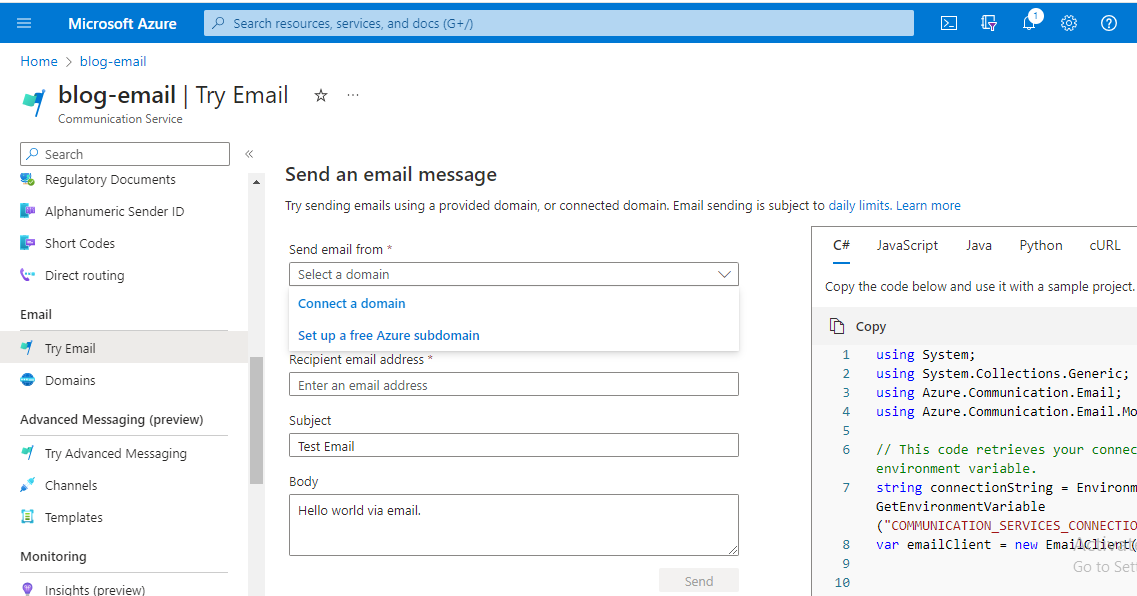 Microsoft Azure
Search resources, services, and docs (G+/)
1
Home > blog-email
blog-email | Try Email
Communication Service
Search
Regulatory Documents
Alphanumeric Sender ID
Short Codes
Direct routing
Email
Try Email
Domains
Advanced Messaging (preview)
Try Advanced Messaging
Channels
Templates
Monitoring
Insights (preview)
Send an email message
Try sending emails using a provided domain, or connected domain. Email sending is subject to daily limits. Learn more
Send email from *
Select a domain
Connect a domain
Set up a free Azure subdomain
Recipient email address *
Enter an email address
Subject
Test Email
Body
Hello world via email.
Send
C# JavaScript Java Python cURL
Copy the code below and use it with a sample project.
Copy
1 using System;
2 using System.Collections.Generic;
3 using Azure.Communication.Email;
4 using Azure.Communication.Email.Mo
5
6 // This code retrieves your connec
environment variable.
7 string connectionString = Environm
GetEnvironmentVariable
("COMMUNICATION_SERVICES_CONNECTIO
8 var emailClient = new EmailClient(
9
10
Activat
Go to Sett